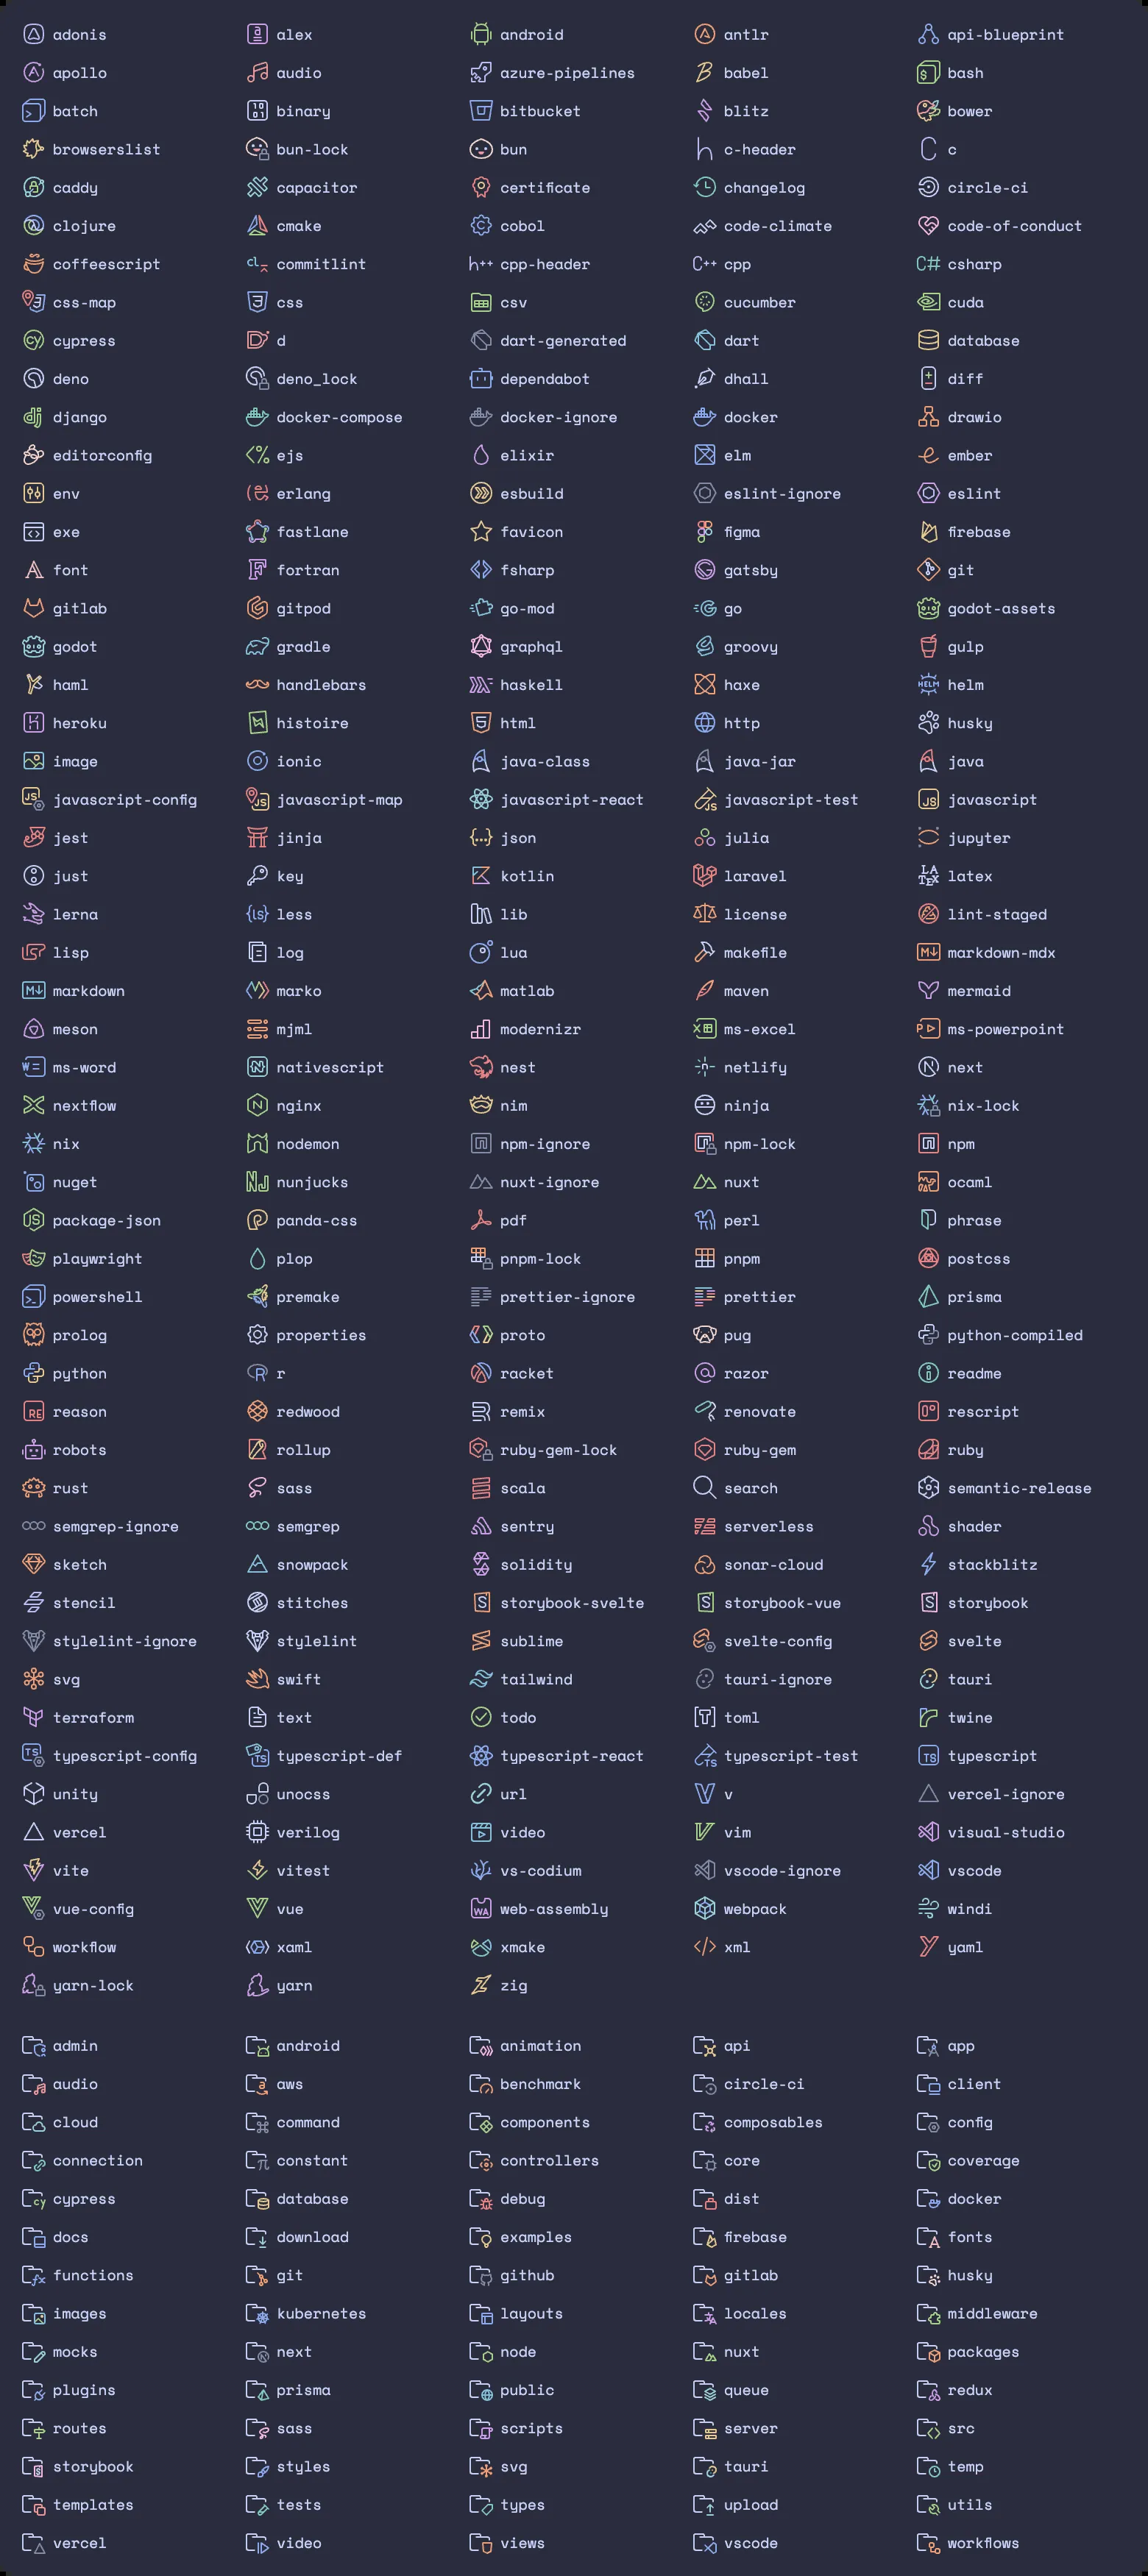 adonis alex android antlr api-blueprint
apollo audio azure-pipelines babel bash
batch binary bitbucket blitz bower
browserslist bun-lock bun c-header c
caddy capacitor certificate changelog circle-ci
clojure cmake cobol code-climate code-of-conduct
coffeescript commitlint cpp-header cpp csharp
css-map css csv cucumber cuda
cypress d dart-generated dart database
deno deno_lock dependabot dhall diff
django docker-compose docker-ignore docker drawio
editorconfig ejs elixir elm ember
env erlang esbuild eslint-ignore eslint
exe fastlane favicon figma firebase
font fortran fsharp gatsby git
gitlab gitpod go-mod go godot-assets
godot gradle graphql groovy gulp
haml handlebars haskell haxe helm
heroku histoire html http husky
image ionic java-class java-jar java
javascript-config javascript-map javascript-react javascript-test javascript
jest jinja json julia jupyter
just key kotlin laravel latex
lerna less lib license lint-staged
lisp log lua makefile markdown-mdx
markdown marko matlab maven mermaid
meson mjml modernizr ms-excel ms-powerpoint
ms-word nativescript nest netlify next
nextflow nginx nim ninja nix-lock
nix nodemon npm-ignore npm-lock npm
nuget nunjucks nuxt-ignore nuxt ocaml
package-json panda-css pdf perl phrase
playwright plop pnpm-lock pnpm postcss
powershell premake prettier-ignore prettier prisma
prolog properties proto pug python-compiled
python r racket razor readme
reason redwood remix renovate rescript
robots rollup ruby-gem-lock ruby-gem ruby
rust sass scala search semantic-release
semgrep-ignore semgrep sentry serverless shader
sketch snowpack solidity sonar-cloud stackblitz
stencil stitches storybook-svelte storybook-vue storybook
stylelint-ignore stylelint sublime svelte-config svelte
svg swift tailwind tauri-ignore tauri
terraform text todo toml twine
typescript-config typescript-def typescript-react typescript-test typescript
unity unocss url v vercel-ignore
vercel verilog video vim visual-studio
vite vitest vs-codium vscode-ignore vscode
vue-config vue web-assembly webpack windi
workflow xaml xmake xml yaml
yarn-lock yarn zig
admin android animation api app
audio aws benchmark circle-ci client
cloud command components composables config
connection constant controllers core coverage
cypress database debug dist docker
docs download examples firebase fonts
functions git github gitlab husky
images kubernetes layouts locales middleware
mocks next node nuxt packages
plugins prisma public queue redux
routes sass scripts server src
storybook styles svg tauri temp
templates tests types upload utils
vercel video views vscode workflows